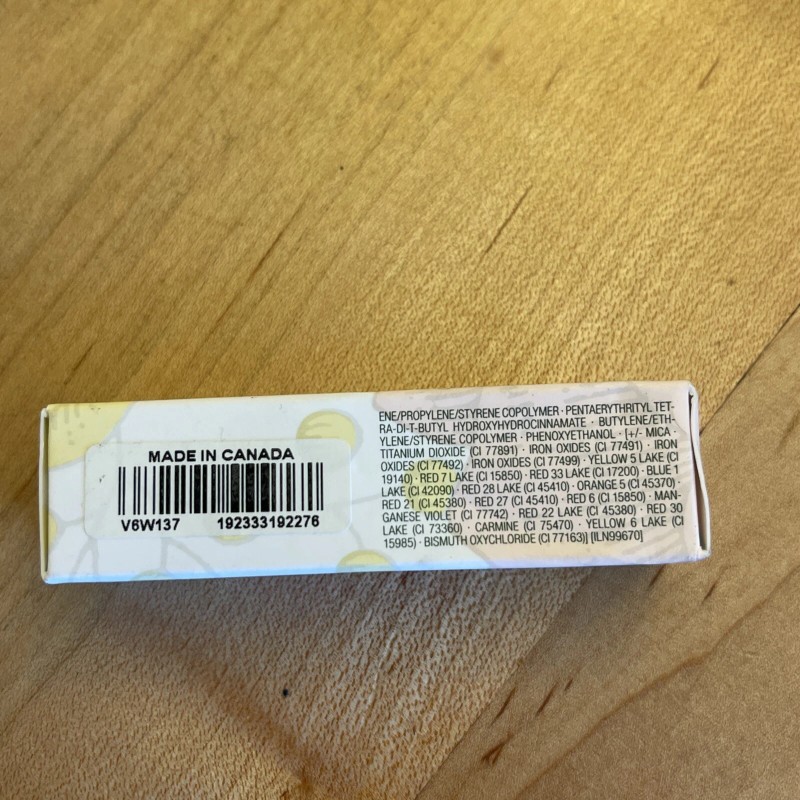 MADE IN CANADA
V6W137 192333192276
ENE/PROPYLENE/STYRENE COPOLYMER · PENTAERYTHRITYL TET-
RA-DI-T-BUTYL HYDROXYHYDROCINNAMATE · BUTYLENE/ETH-
YLENE/STYRENE COPOLYMER · PHENOXYETHANOL · [+/- MICA ·
TITANIUM DIOXIDE (CI 77891) · IRON OXIDES (CI 77491) · IRON
OXIDES (CI 77492) · IRON OXIDES (CI 77499) · YELLOW 5 LAKE (CI
19140) · RED 7 LAKE (CI 15850) · RED 33 LAKE (CI 17200) · BLUE 1
LAKE (CI 42090) · RED 28 LAKE (CI 45410) · ORANGE 5 (CI 45370) ·
RED 21 (CI 45380) · RED 27 (CI 45410) · RED 6 (CI 15850) · MAN-
GANESE VIOLET (CI 77742) · RED 22 LAKE (CI 45380) · RED 30
LAKE (CI 73360) · CARMINE (CI 75470) · YELLOW 6 LAKE (CI
15985) · BISMUTH OXYCHLORIDE (CI 77163)] [ILN99670]